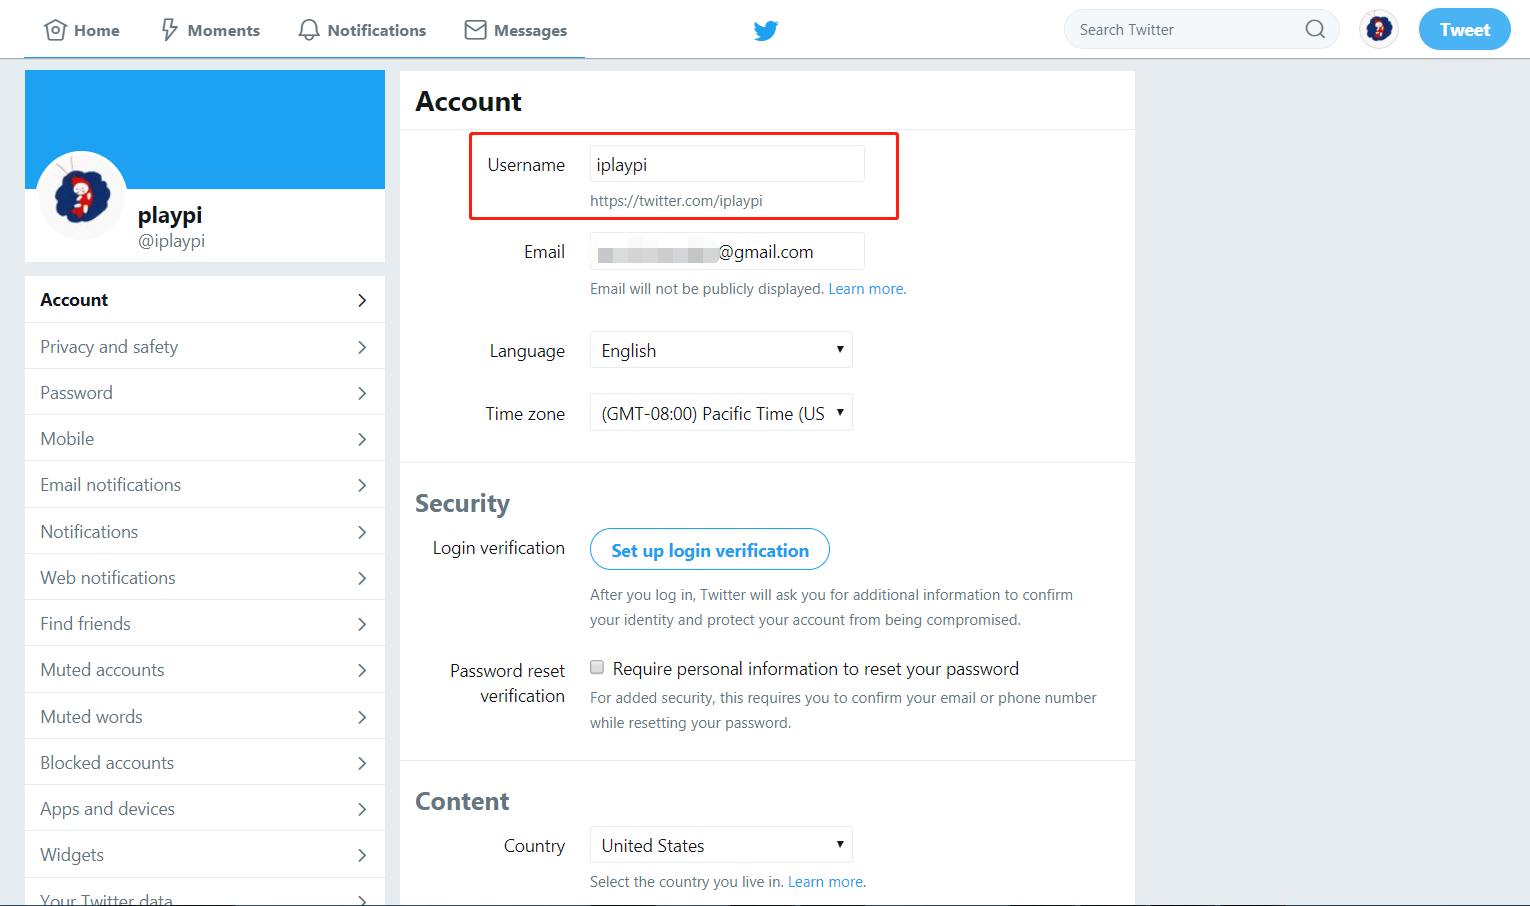 Home Moments Notifications Messages Search Twitter Tweet
playpi
@iplaypi
Account
Privacy and safety
Password
Mobile
Email notifications
Notifications
Web notifications
Find friends
Muted accounts
Muted words
Blocked accounts
Apps and devices
Widgets
Your Twitter data
Account
Username iplaypi
https://twitter.com/iplaypi
Email @gmail.com
Email will not be publicly displayed. Learn more.
Language English
Time zone (GMT-08:00) Pacific Time (US
Security
Login verification Set up login verification
After you log in, Twitter will ask you for additional information to confirm
your identity and protect your account from being compromised.
Password reset
verification
Require personal information to reset your password
For added security, this requires you to confirm your email or phone number
while resetting your password.
Content
Country United States
Select the country you live in. Learn more.